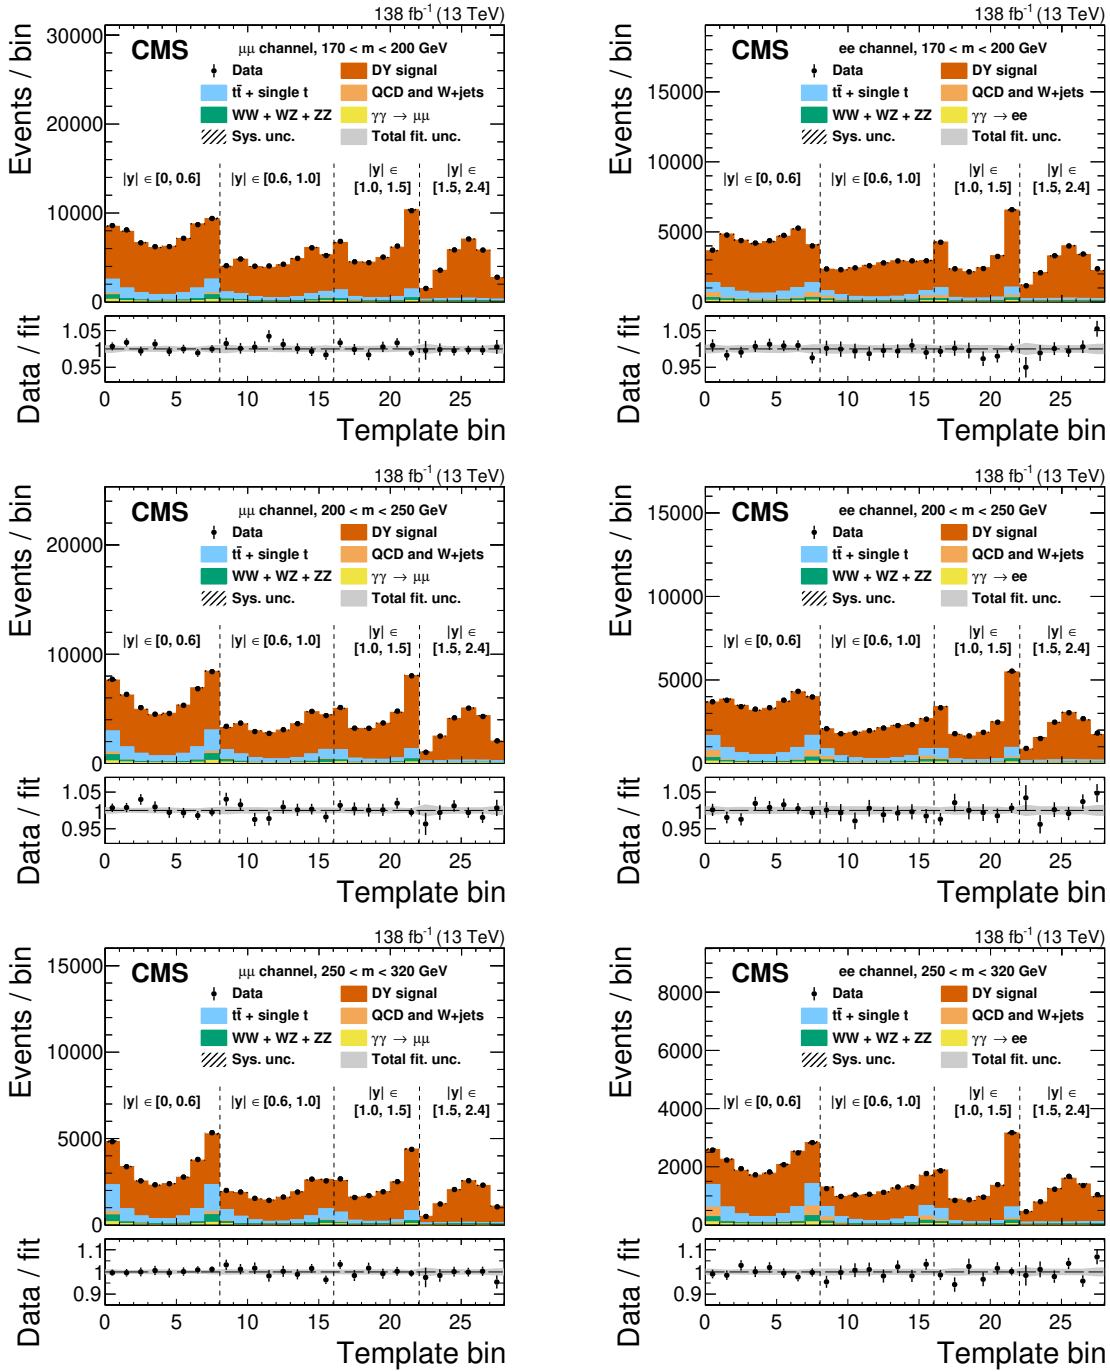 138 fb⁻¹ (13 TeV)
Events / bin
CMS
μμ channel, 170 < m < 200 GeV
Data
DY signal
tt̄ + single t
QCD and W+jets
WW + WZ + ZZ
γγ → μμ
Sys. unc.
Total fit. unc.
|y| ∈ [0, 0.6]
|y| ∈ [0.6, 1.0]
|y| ∈
[1.0, 1.5]
|y| ∈
[1.5, 2.4]
30000
20000
10000
0
Data / fit
1.05
1
0.95
0 5 10 15 20 25
Template bin
138 fb⁻¹ (13 TeV)
Events / bin
CMS
ee channel, 170 < m < 200 GeV
Data
DY signal
tt̄ + single t
QCD and W+jets
WW + WZ + ZZ
γγ → ee
Sys. unc.
Total fit. unc.
|y| ∈ [0, 0.6]
|y| ∈ [0.6, 1.0]
|y| ∈
[1.0, 1.5]
|y| ∈
[1.5, 2.4]
15000
10000
5000
0
Data / fit
1.05
1
0.95
0 5 10 15 20 25
Template bin
138 fb⁻¹ (13 TeV)
Events / bin
CMS
μμ channel, 200 < m < 250 GeV
Data
DY signal
tt̄ + single t
QCD and W+jets
WW + WZ + ZZ
γγ → μμ
Sys. unc.
Total fit. unc.
|y| ∈ [0, 0.6]
|y| ∈ [0.6, 1.0]
|y| ∈
[1.0, 1.5]
|y| ∈
[1.5, 2.4]
20000
10000
0
Data / fit
1.05
1
0.95
0 5 10 15 20 25
Template bin
138 fb⁻¹ (13 TeV)
Events / bin
CMS
ee channel, 200 < m < 250 GeV
Data
DY signal
tt̄ + single t
QCD and W+jets
WW + WZ + ZZ
γγ → ee
Sys. unc.
Total fit. unc.
|y| ∈ [0, 0.6]
|y| ∈ [0.6, 1.0]
|y| ∈
[1.0, 1.5]
|y| ∈
[1.5, 2.4]
15000
10000
5000
0
Data / fit
1.05
1
0.95
0 5 10 15 20 25
Template bin
138 fb⁻¹ (13 TeV)
Events / bin
CMS
μμ channel, 250 < m < 320 GeV
Data
DY signal
tt̄ + single t
QCD and W+jets
WW + WZ + ZZ
γγ → μμ
Sys. unc.
Total fit. unc.
|y| ∈ [0, 0.6]
|y| ∈ [0.6, 1.0]
|y| ∈
[1.0, 1.5]
|y| ∈
[1.5, 2.4]
15000
10000
5000
0
Data / fit
1.1
1
0.9
0 5 10 15 20 25
Template bin
138 fb⁻¹ (13 TeV)
Events / bin
CMS
ee channel, 250 < m < 320 GeV
Data
DY signal
tt̄ + single t
QCD and W+jets
WW + WZ + ZZ
γγ → ee
Sys. unc.
Total fit. unc.
|y| ∈ [0, 0.6]
|y| ∈ [0.6, 1.0]
|y| ∈
[1.0, 1.5]
|y| ∈
[1.5, 2.4]
8000
6000
4000
2000
0
Data / fit
1.1
1
0.9
0 5 10 15 20 25
Template bin